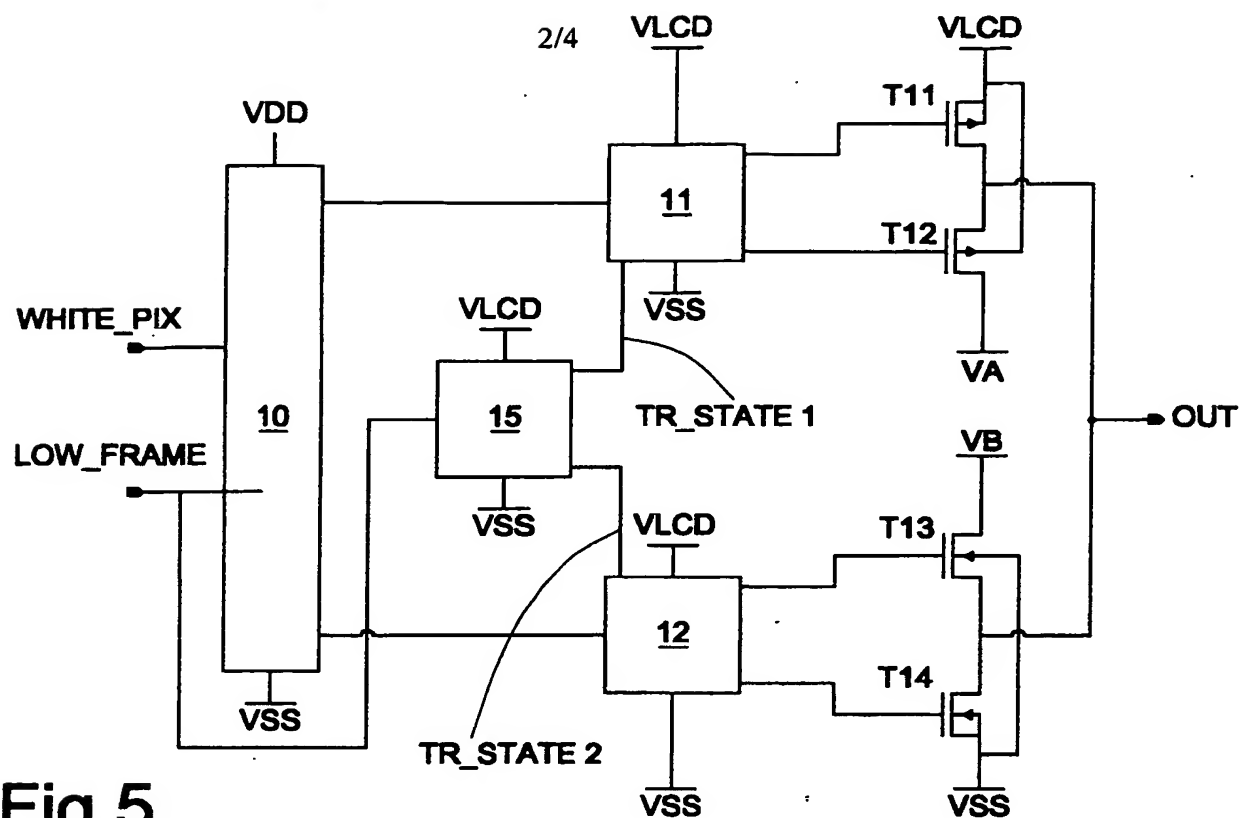 2/4
VLCD
VLCD
VDD
T11
11
T12
VSS
VLCD
WHITE_PIX
VA
10
15
TR_STATE 1
OUT
LOW_FRAME
VB
VSS
VLCD
T13
12
T14
VSS
TR_STATE 2
VSS
VSS
Fig.5